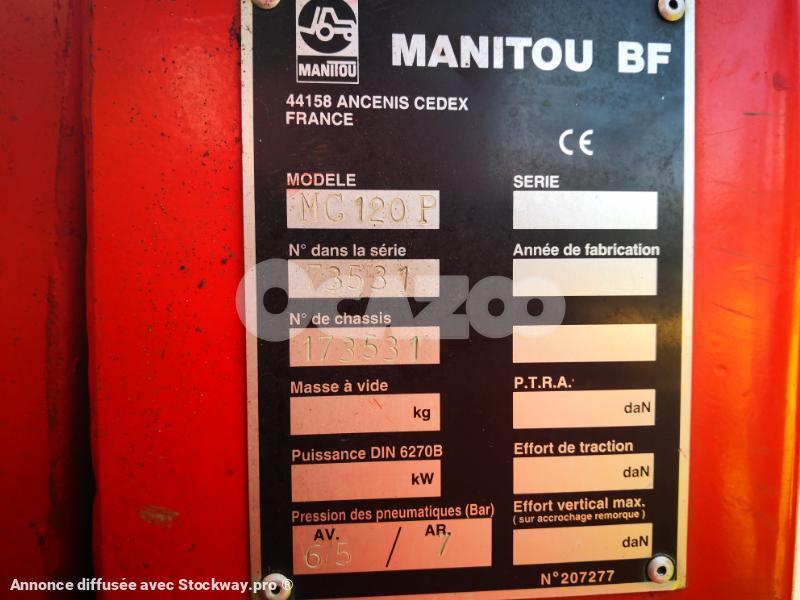 MANITOU
MANITOU BF
44158 ANCENIS CEDEX
FRANCE
CE
MODELE
SERIE
MC 120 P
N° dans la série
Année de fabrication
73531
OCAZOO
N° de chassis
173531
Masse à vide
P.T.R.A.
kg
daN
Puissance DIN 6270B
Effort de traction
kW
daN
Pression des pneumatiques (Bar)
Effort vertical max.
(sur accrochage remorque)
AV. AR.
6/5 / 7
daN
N° 207277
Annonce diffusée avec Stockway.pro ®